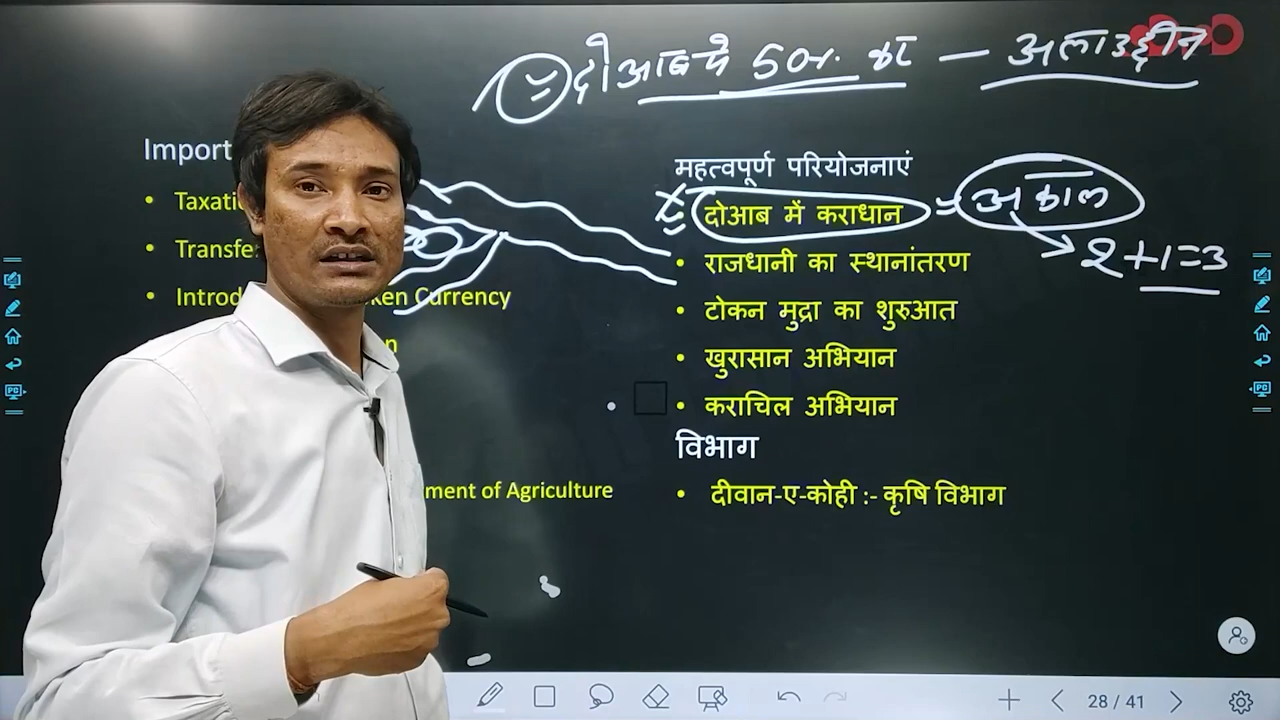 दोआब में 50% कर — अलाउद्दीन
Import
• Taxati
• Transfe
• Introd ken Currency
n
ment of Agriculture
महत्वपूर्ण परियोजनाएं
दोआब में कराधान = अकाल
→ 2+1=3
• राजधानी का स्थानांतरण
• टोकन मुद्रा का शुरुआत
• खुरासान अभियान
• कराचिल अभियान
विभाग
• दीवान-ए-कोही :- कृषि विभाग
28 / 41